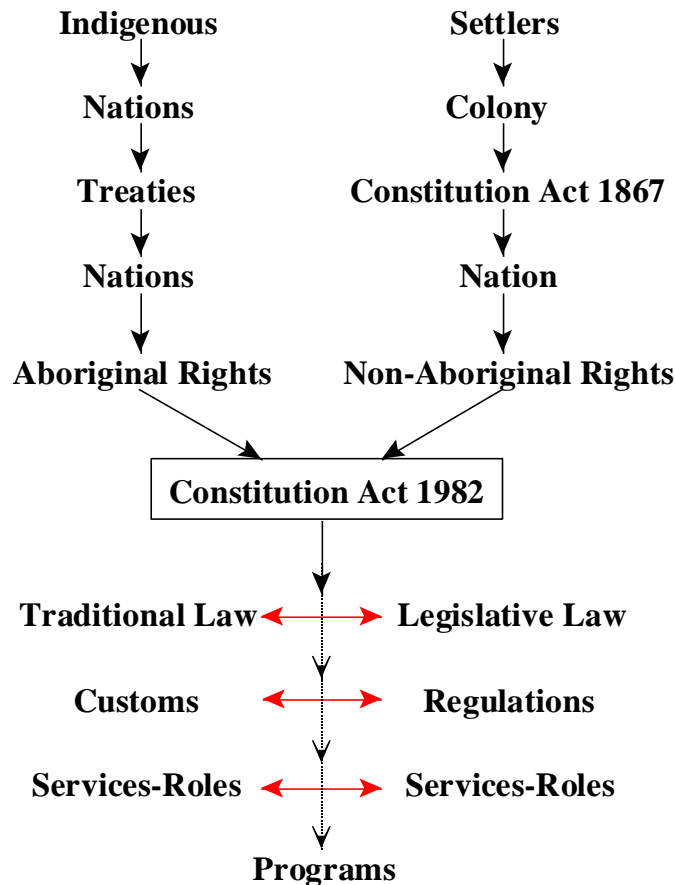 Indigenous Settlers
Nations Colony
Treaties Constitution Act 1867
Nations Nation
Aboriginal Rights Non-Aboriginal Rights
Constitution Act 1982
Traditional Law Legislative Law
Customs Regulations
Services-Roles Services-Roles
Programs